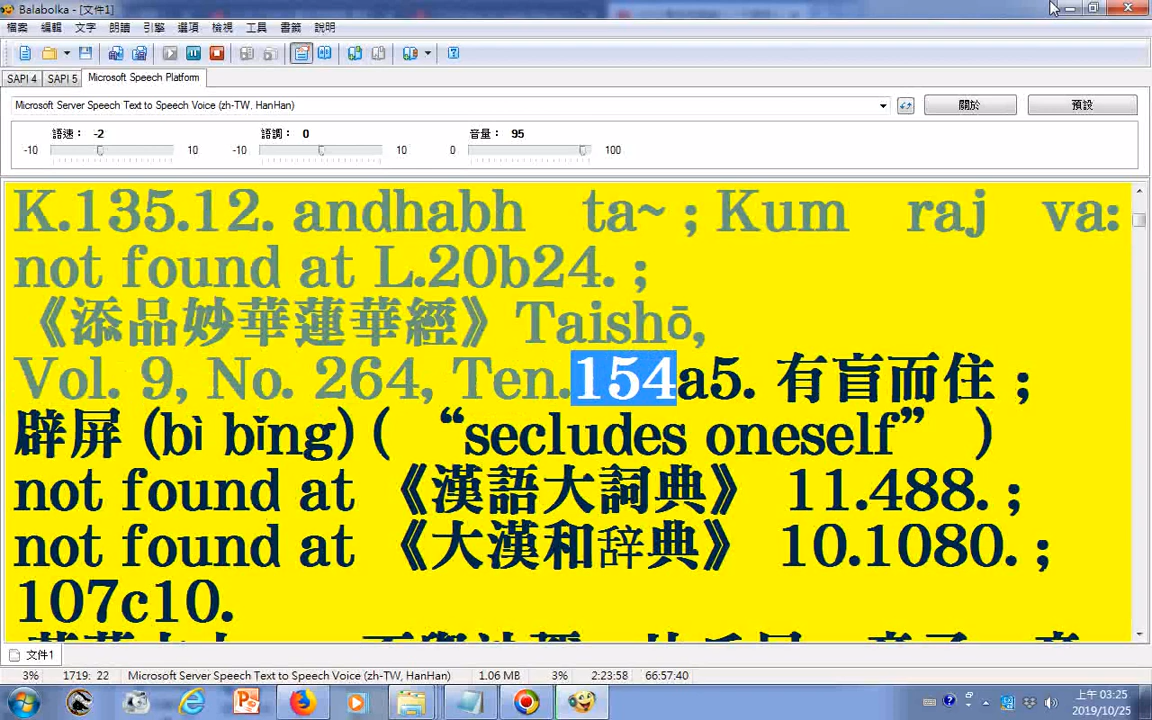 Balabolka - [文件1]
檔案 編輯 文字 朗讀 引擎 選項 檢視 工具 書籤 說明
SAPI 4 SAPI 5 Microsoft Speech Platform
Microsoft Server Speech Text to Speech Voice (zh-TW, HanHan) 關於 預設
語速： -2 語調： 0 音量： 95
-10 10 -10 10 0 100
K.135.12. andhabh ta~ ; Kum raj va:
not found at L.20b24. ;
《添品妙華蓮華經》Taishō,
Vol. 9, No. 264, Ten.154a5. 有盲而住 ;
辟屏 (bì bǐng) ( “secludes oneself” )
not found at 《漢語大詞典》 11.488. ;
not found at 《大漢和辞典》 10.1080. ;
107c10.
文件1
3% 1719: 22 Microsoft Server Speech Text to Speech Voice (zh-TW, HanHan) 1.06 MB 3% 2:23:58 66:57:40
上午 03:25
2019/10/25